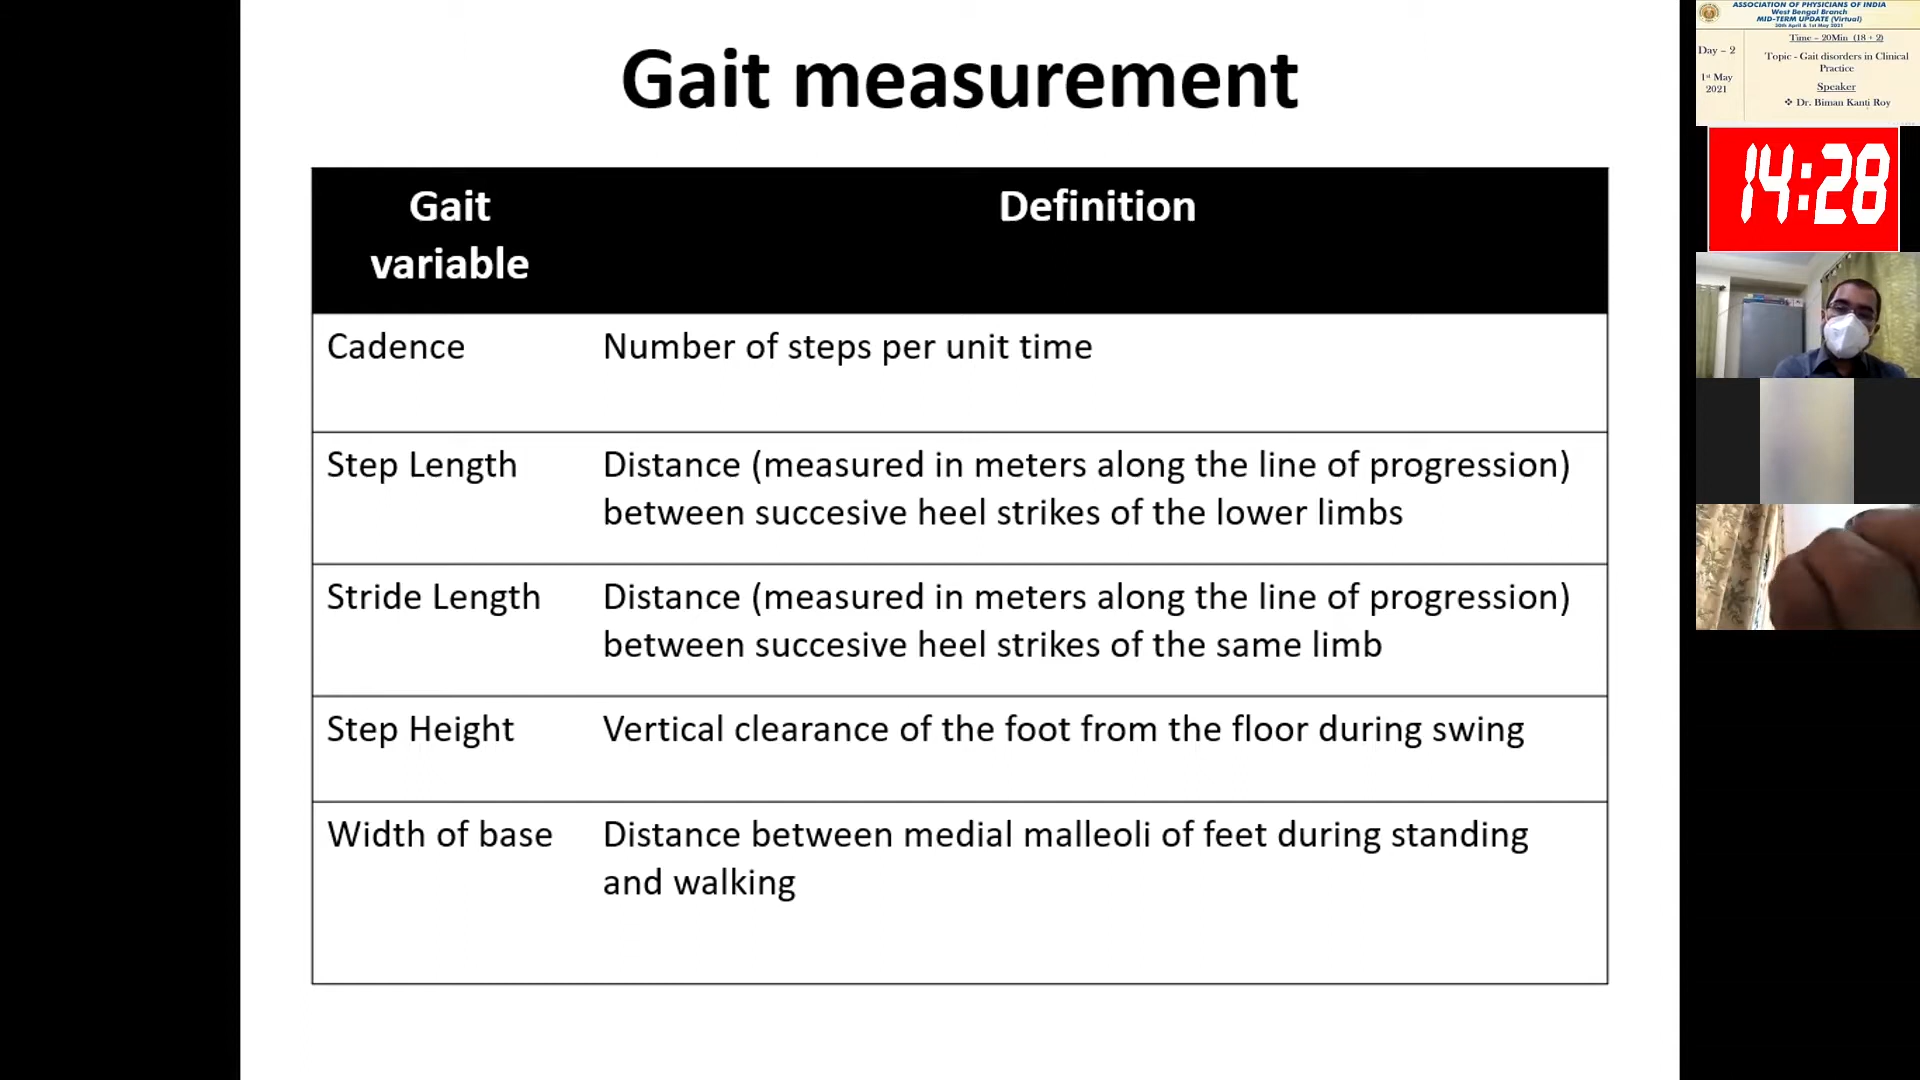 Gait measurement
Gait
variable
Definition
Cadence
Number of steps per unit time
Step Length
Distance (measured in meters along the line of progression)
between succesive heel strikes of the lower limbs
Stride Length
Distance (measured in meters along the line of progression)
between succesive heel strikes of the same limb
Step Height
Vertical clearance of the foot from the floor during swing
Width of base
Distance between medial malleoli of feet during standing
and walking
ASSOCIATION OF PHYSICIANS OF INDIA
West Bengal Branch
MID-TERM UPDATE (Virtual)
30th April & 1st May 2021
Day – 2
1st May
2021
Time – 20Min (18 + 2)
Topic - Gait disorders in Clinical
Practice
Speaker
❖ Dr. Biman Kanti Roy
14:28